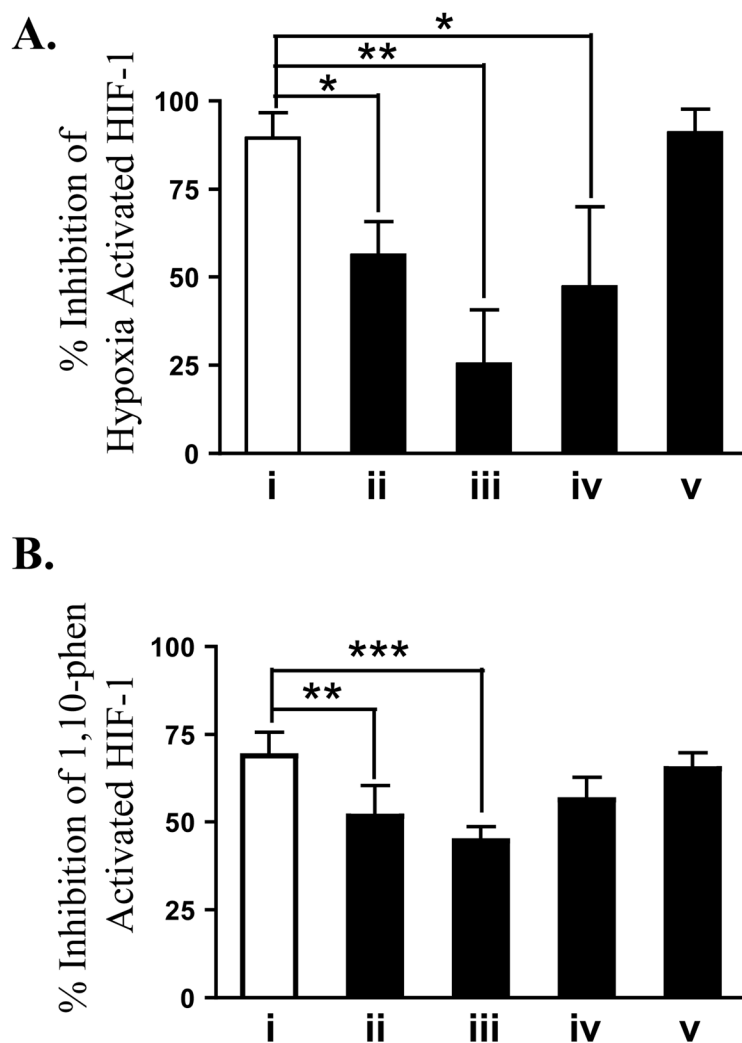 A.
*
**
*
% Inhibition of
Hypoxia Activated HIF-1
100
75
50
25
0
i ii iii iv v
B.
% Inhibition of 1,10-phen
Activated HIF-1
***
**
100
75
50
25
0
i ii iii iv v